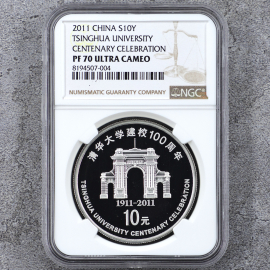 2011 CHINA S10Y
TSINGHUA UNIVERSITY
CENTENARY CELEBRATION
PF 70 ULTRA CAMEO
8194507-004
NUMISMATIC GUARANTY COMPANY
NGC
清华大学建校100周年
1911-2011
10元
TSINGHUA UNIVERSITY CENTENARY CELEBRATION